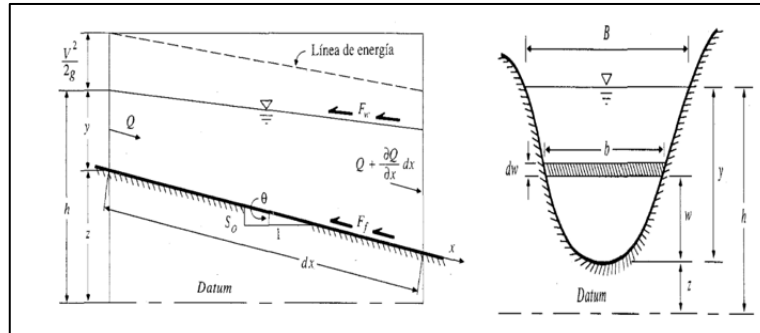 V²
2g
Línea de energía
F_w
Q
y
h
z
Q + ∂Q/∂x dx
θ
S_o
1
F_f
x
dx
Datum
B
b
dw
y
w
h
z
Datum